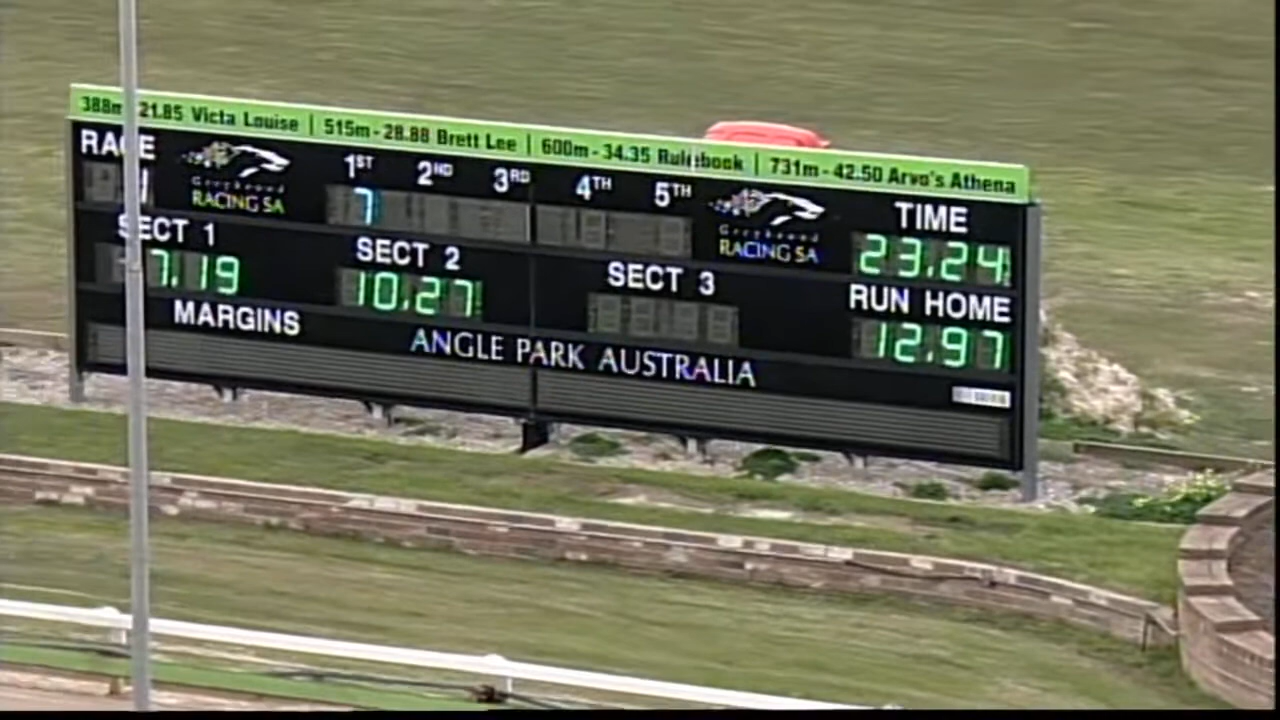 388m - 21.85 Victa Louise | 515m - 28.88 Brett Lee | 600m - 34.35 Rulebook | 731m - 42.50 Arvo's Athena
RACE 1ST 2ND 3RD 4TH 5TH TIME
1 Greyhound RACING SA 7 Greyhound RACING SA 23.24
SECT 1 SECT 2 SECT 3 RUN HOME
7.19 10.27 12.97
MARGINS ANGLE PARK AUSTRALIA